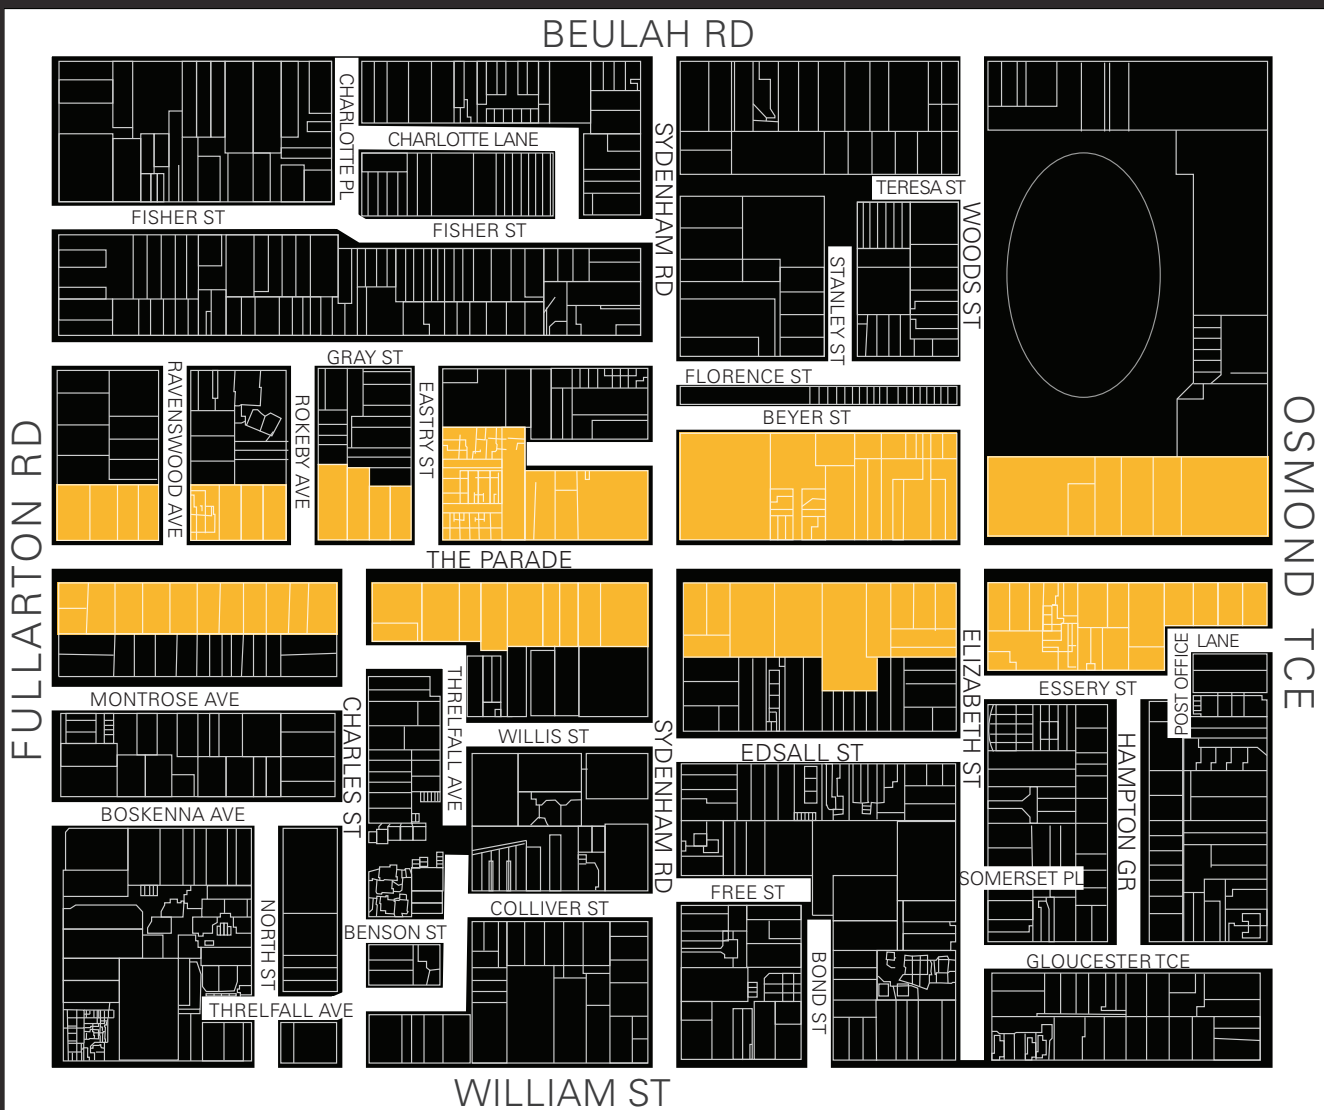 BEULAH RD
CHARLOTTE PL
CHARLOTTE LANE
SYDENHAM RD
TERESA ST
FISHER ST
FISHER ST
WOODS ST
STANLEY ST
GRAY ST
FLORENCE ST
BEYER ST
RAVENSWOOD AVE
ROKEBY AVE
EASTRY ST
FULLARTON RD
OSMOND TCE
THE PARADE
MONTROSE AVE
CHARLES ST
THRELFALL AVE
WILLIS ST
SYDENHAM RD
EDSALL ST
ELIZABETH ST
ESSERY ST
POST OFFICE
LANE
HAMPTON GR
BOSKENNA AVE
SOMERSET PL
FREE ST
COLLIVER ST
BENSON ST
NORTH ST
THRELFALL AVE
BOND ST
GLOUCESTER TCE
WILLIAM ST